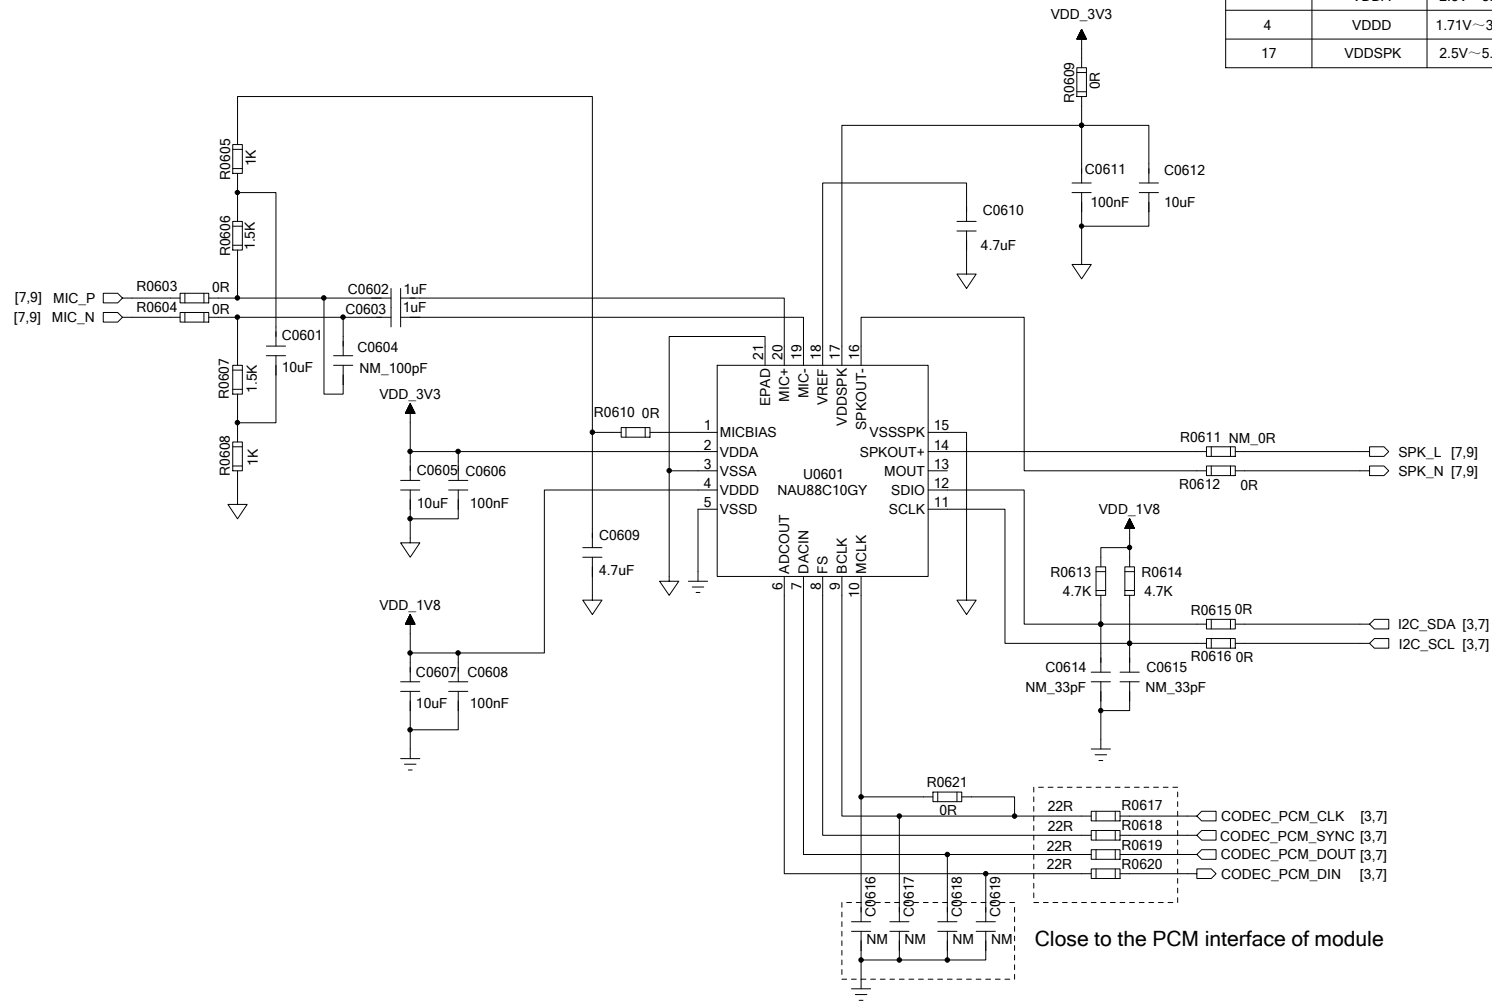 VDD_3V3
4 VDDD 1.71V～3
17 VDDSPK 2.5V～5.
R0609
0R
R0605
1K
C0611
100nF
C0612
10uF
C0610
4.7uF
R0606
1.5K
[7,9] MIC_P
R0603
0R
[7,9] MIC_N
R0604
0R
C0602
1uF
C0603
1uF
C0601
10uF
C0604
NM_100pF
R0607
1.5K
R0608
1K
VDD_3V3
C0605
10uF
C0606
100nF
R0610 0R
21 20 19 18 17 16
EPAD
MIC+
MIC-
VREF
VDDSPK
SPKOUT-
1 MICBIAS
2 VDDA
3 VSSA
4 VDDD
5 VSSD
U0601
NAU88C10GY
VSSSPK 15
SPKOUT+ 14
MOUT 13
SDIO 12
SCLK 11
ADCOUT
DACIN
FS
BCLK
MCLK
6 7 8 9 10
R0611 NM_0R
SPK_L [7,9]
R0612 0R
SPK_N [7,9]
C0609
4.7uF
VDD_1V8
C0607
10uF
C0608
100nF
VDD_1V8
R0613
4.7K
R0614
4.7K
R0615 0R
I2C_SDA [3,7]
R0616 0R
I2C_SCL [3,7]
C0614
NM_33pF
C0615
NM_33pF
R0621
0R
22R R0617 CODEC_PCM_CLK [3,7]
22R R0618 CODEC_PCM_SYNC [3,7]
22R R0619 CODEC_PCM_DOUT [3,7]
22R R0620 CODEC_PCM_DIN [3,7]
C0616
NM
C0617
NM
C0618
NM
C0619
NM
Close to the PCM interface of module